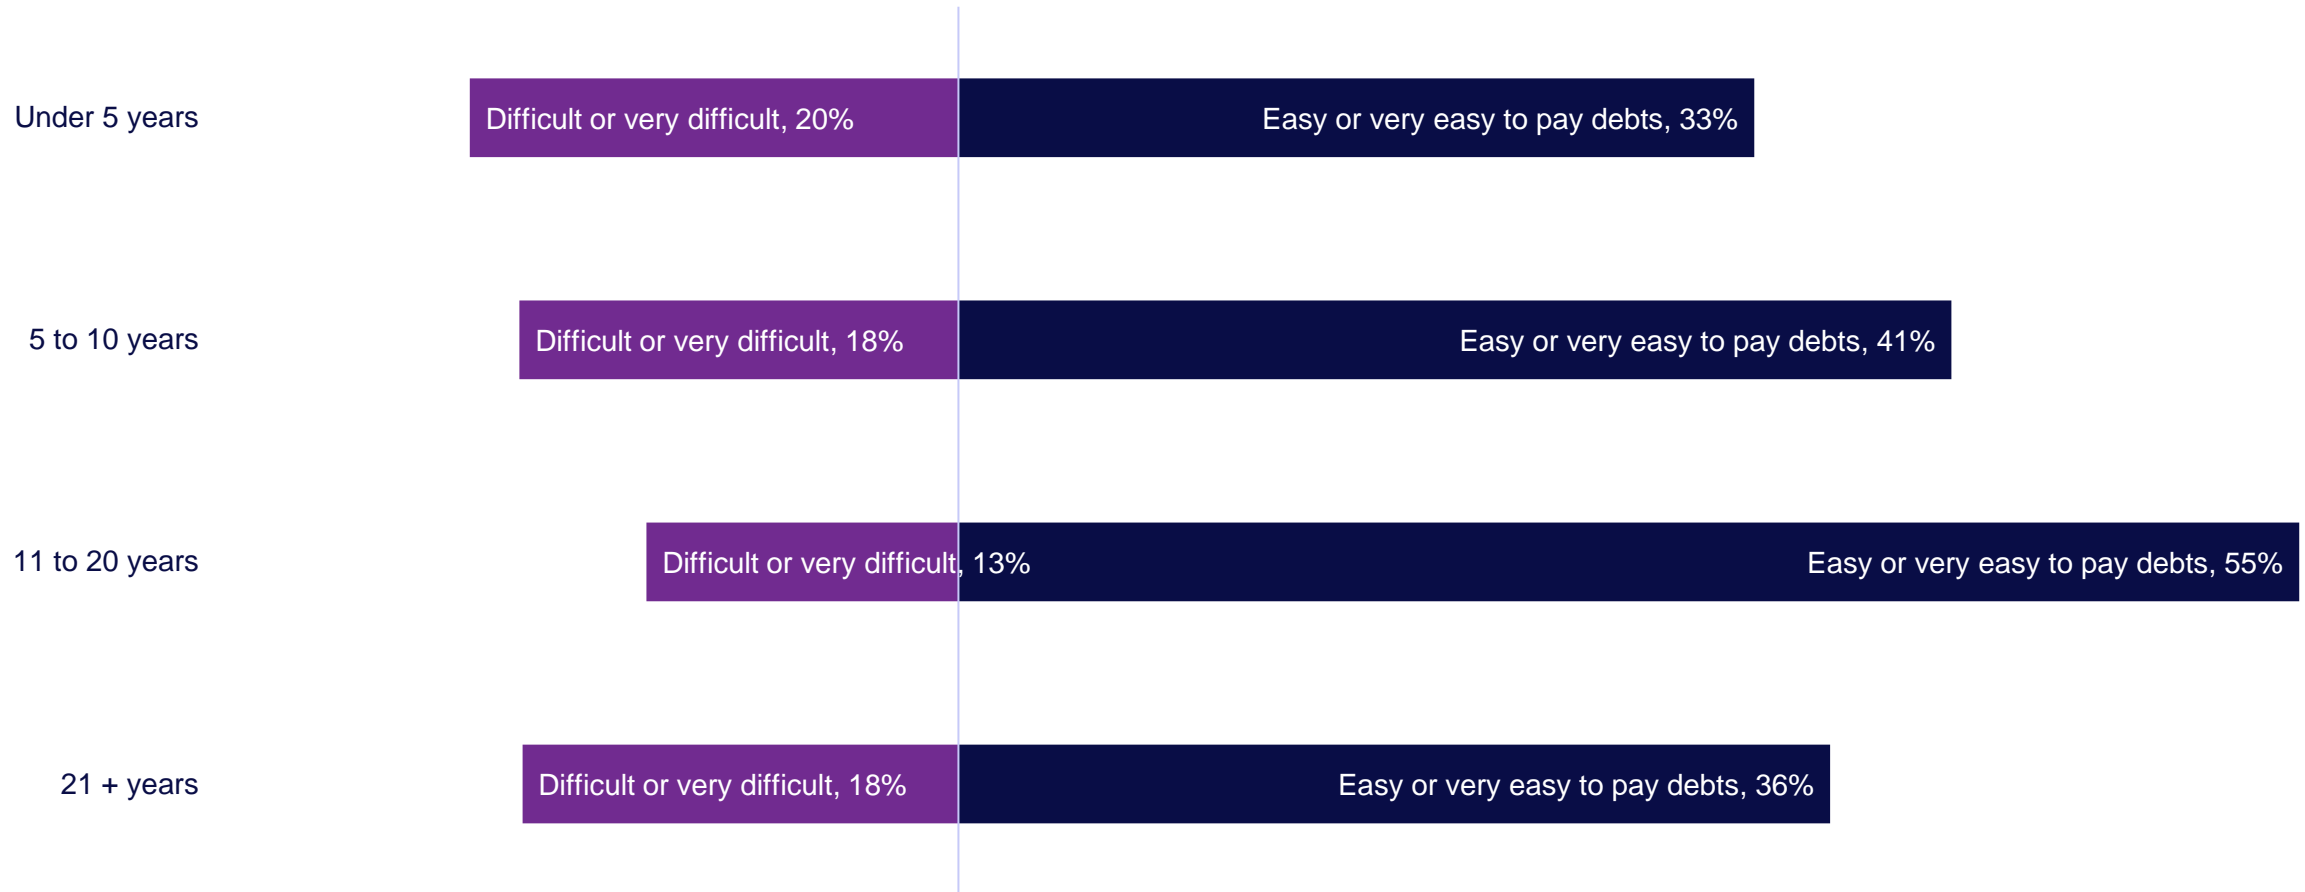 Under 5 years
Difficult or very difficult, 20%
Easy or very easy to pay debts, 33%
5 to 10 years
Difficult or very difficult, 18%
Easy or very easy to pay debts, 41%
11 to 20 years
Difficult or very difficult, 13%
Easy or very easy to pay debts, 55%
21 + years
Difficult or very difficult, 18%
Easy or very easy to pay debts, 36%